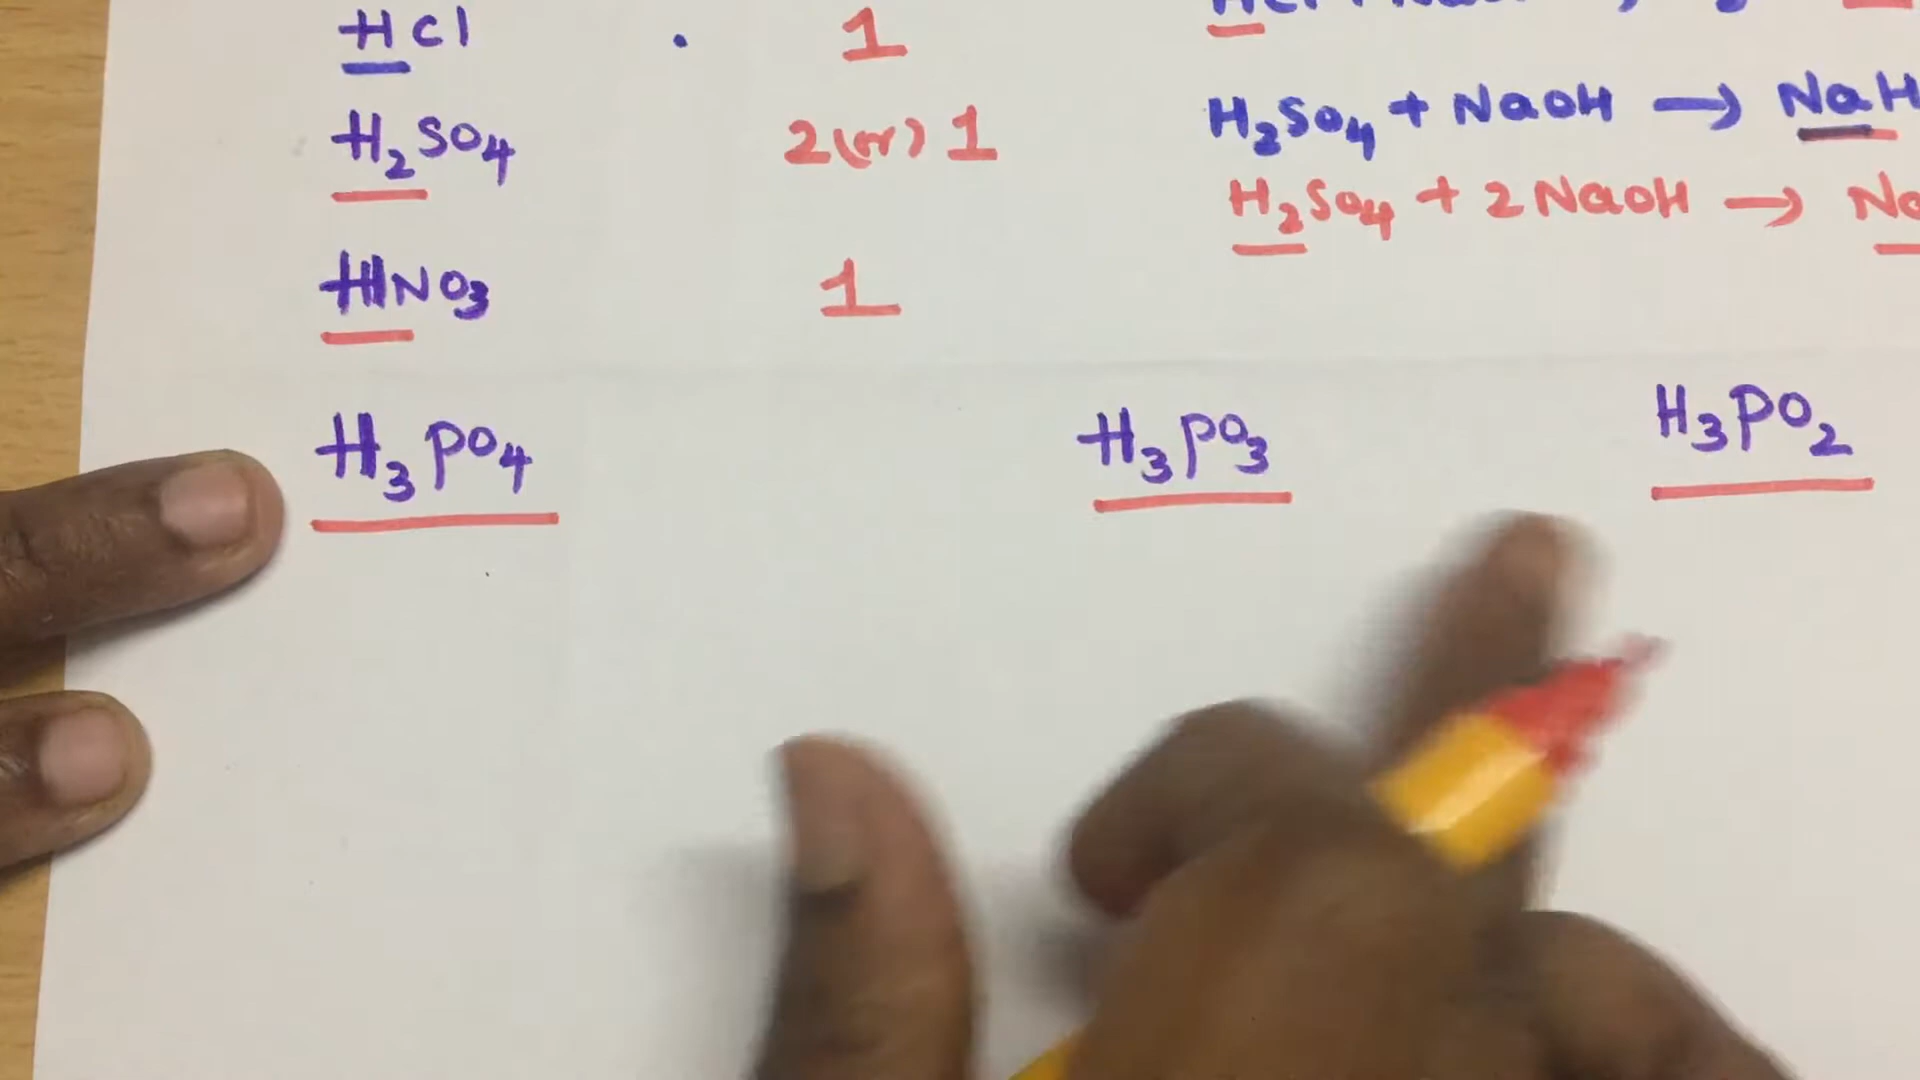 HCl . 1
H₂SO₄ 2(or) 1 H₂SO₄ + NaOH → NaH
H₂SO₄ + 2NaOH → Na
HNO₃ 1
H₃PO₄ H₃PO₃ H₃PO₂